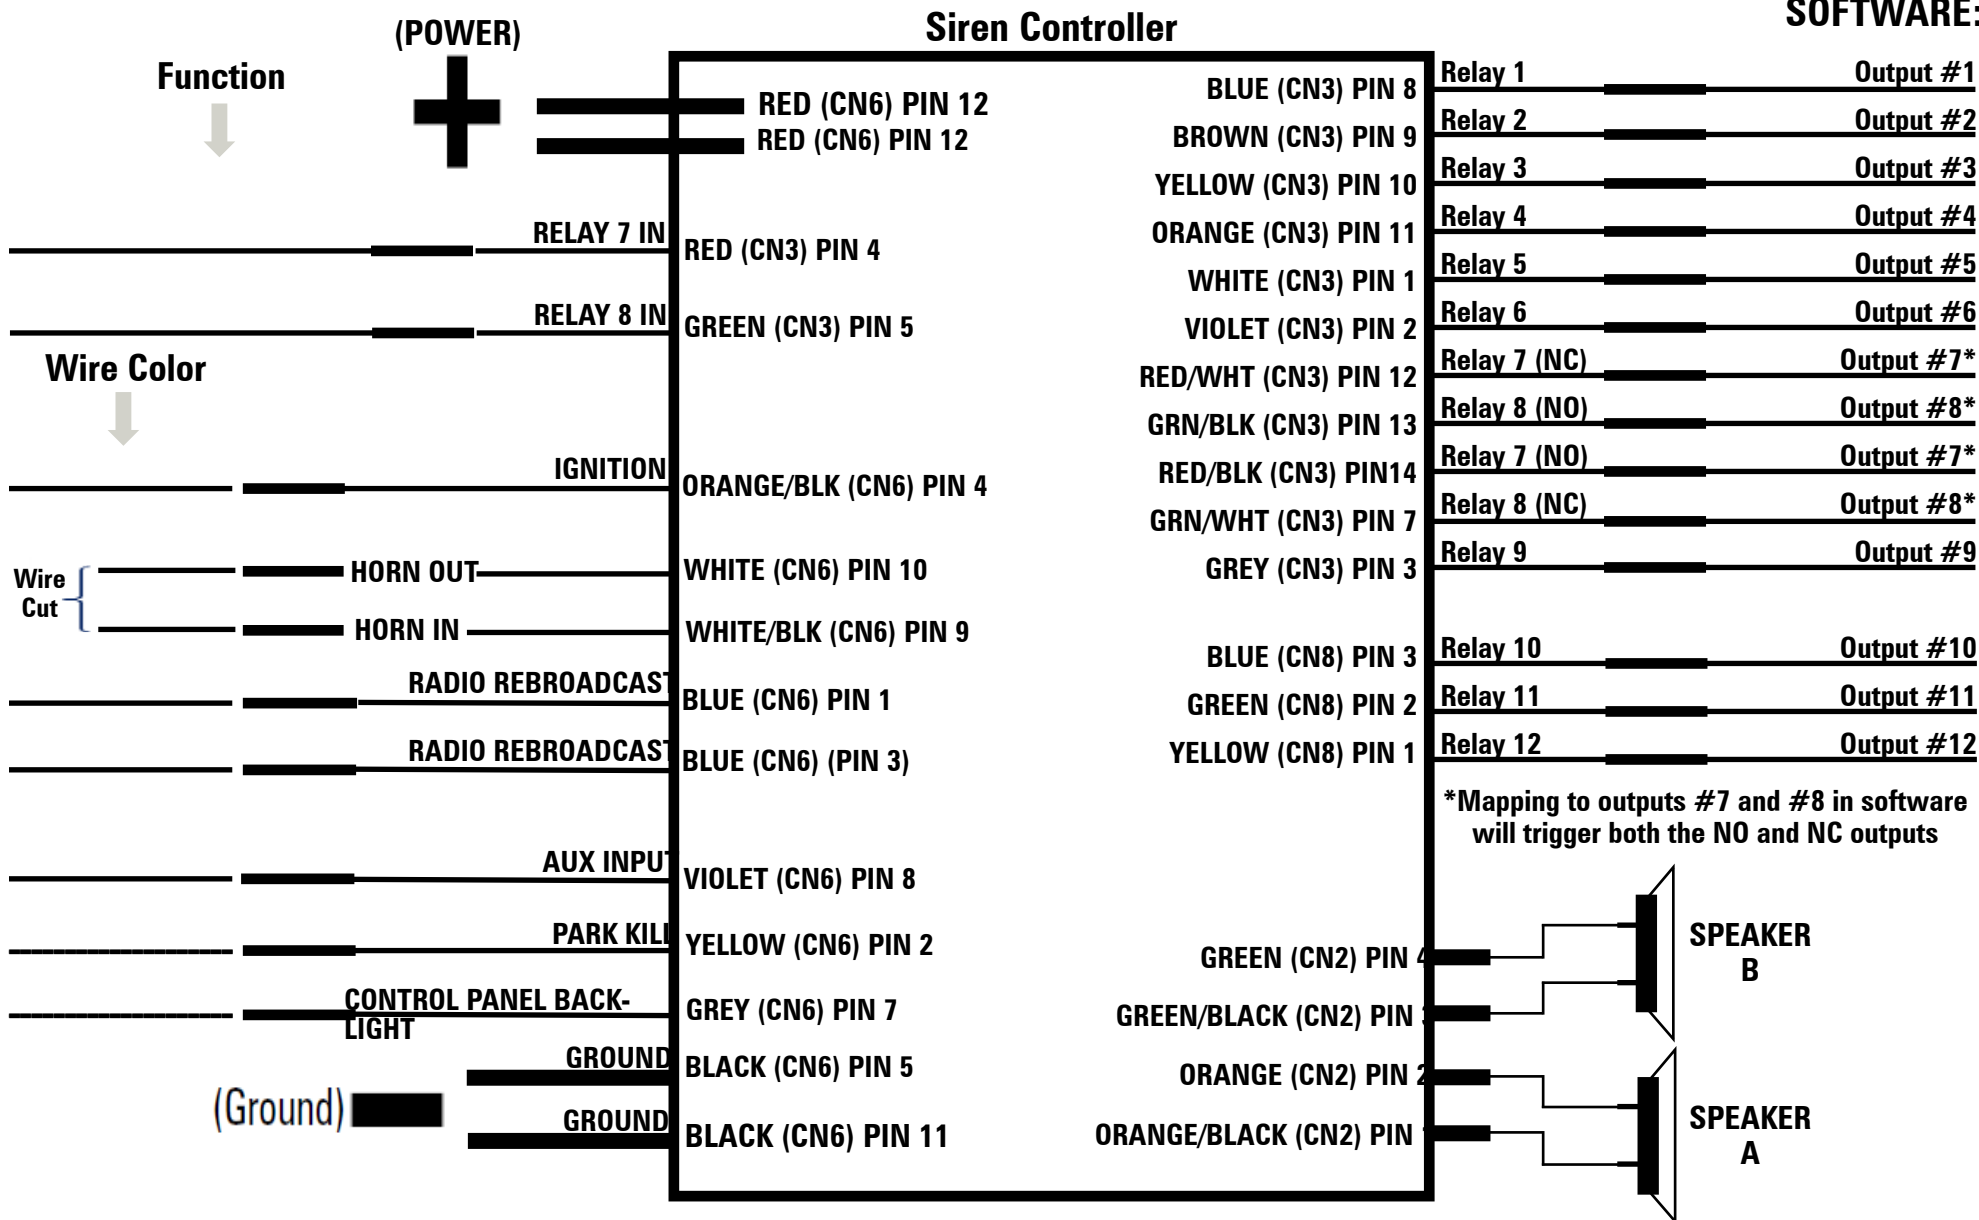 Siren Controller
SOFTWARE:
(POWER)
Function
RED (CN6) PIN 12
RED (CN6) PIN 12
RELAY 7 IN
RED (CN3) PIN 4
RELAY 8 IN
GREEN (CN3) PIN 5
Wire Color
IGNITION
ORANGE/BLK (CN6) PIN 4
Wire
Cut
HORN OUT
WHITE (CN6) PIN 10
HORN IN
WHITE/BLK (CN6) PIN 9
RADIO REBROADCAST
BLUE (CN6) PIN 1
RADIO REBROADCAST
BLUE (CN6) (PIN 3)
AUX INPUT
VIOLET (CN6) PIN 8
PARK KILL
YELLOW (CN6) PIN 2
CONTROL PANEL BACK-
LIGHT
GREY (CN6) PIN 7
GROUND
BLACK (CN6) PIN 5
(Ground)
GROUND
BLACK (CN6) PIN 11
BLUE (CN3) PIN 8
Relay 1
Output #1
BROWN (CN3) PIN 9
Relay 2
Output #2
YELLOW (CN3) PIN 10
Relay 3
Output #3
ORANGE (CN3) PIN 11
Relay 4
Output #4
WHITE (CN3) PIN 1
Relay 5
Output #5
VIOLET (CN3) PIN 2
Relay 6
Output #6
RED/WHT (CN3) PIN 12
Relay 7 (NC)
Output #7*
GRN/BLK (CN3) PIN 13
Relay 8 (NO)
Output #8*
RED/BLK (CN3) PIN14
Relay 7 (NO)
Output #7*
GRN/WHT (CN3) PIN 7
Relay 8 (NC)
Output #8*
GREY (CN3) PIN 3
Relay 9
Output #9
BLUE (CN8) PIN 3
Relay 10
Output #10
GREEN (CN8) PIN 2
Relay 11
Output #11
YELLOW (CN8) PIN 1
Relay 12
Output #12
*Mapping to outputs #7 and #8 in software
will trigger both the NO and NC outputs
GREEN (CN2) PIN 4
GREEN/BLACK (CN2) PIN
SPEAKER
B
ORANGE (CN2) PIN 2
ORANGE/BLACK (CN2) PIN
SPEAKER
A